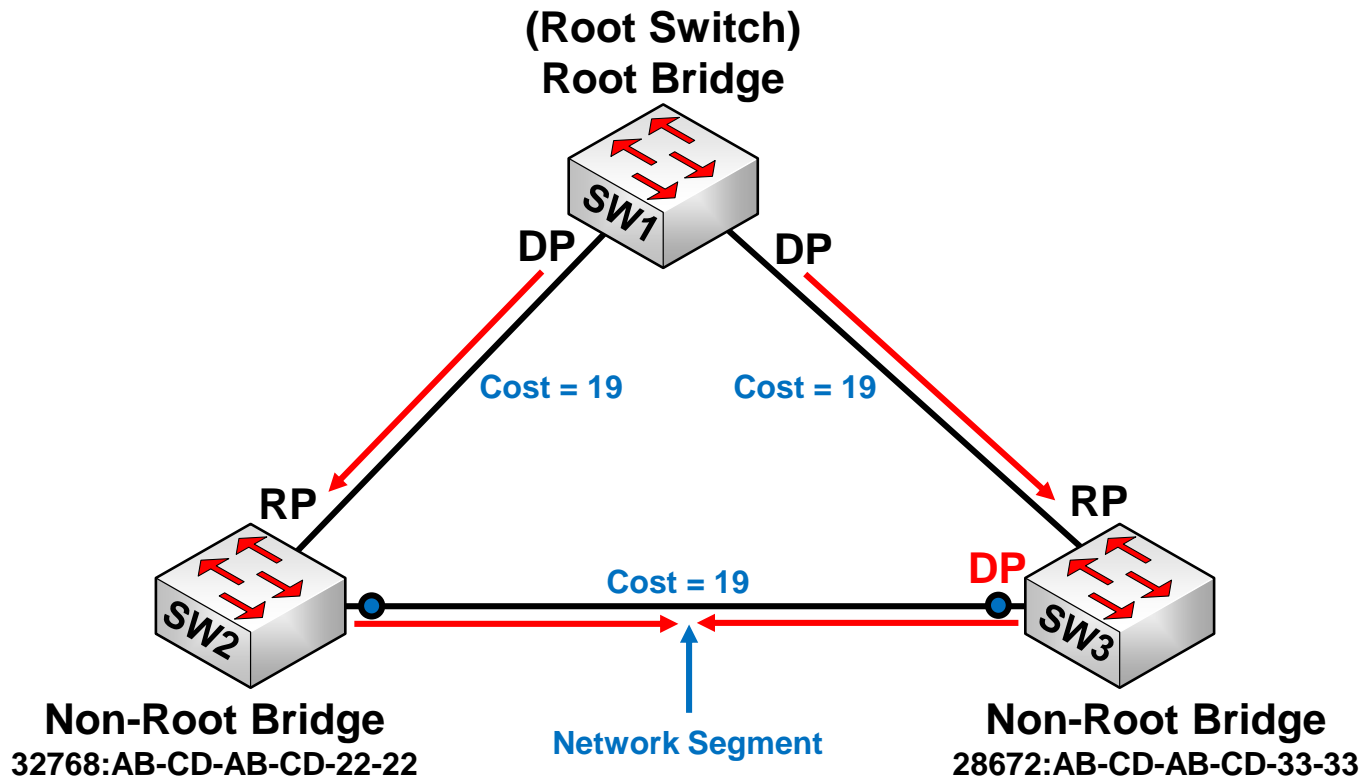 (Root Switch)
Root Bridge
SW1
DP
DP
Cost = 19
Cost = 19
RP
RP
DP
Cost = 19
SW2
SW3
Non-Root Bridge
32768:AB-CD-AB-CD-22-22
Network Segment
Non-Root Bridge
28672:AB-CD-AB-CD-33-33